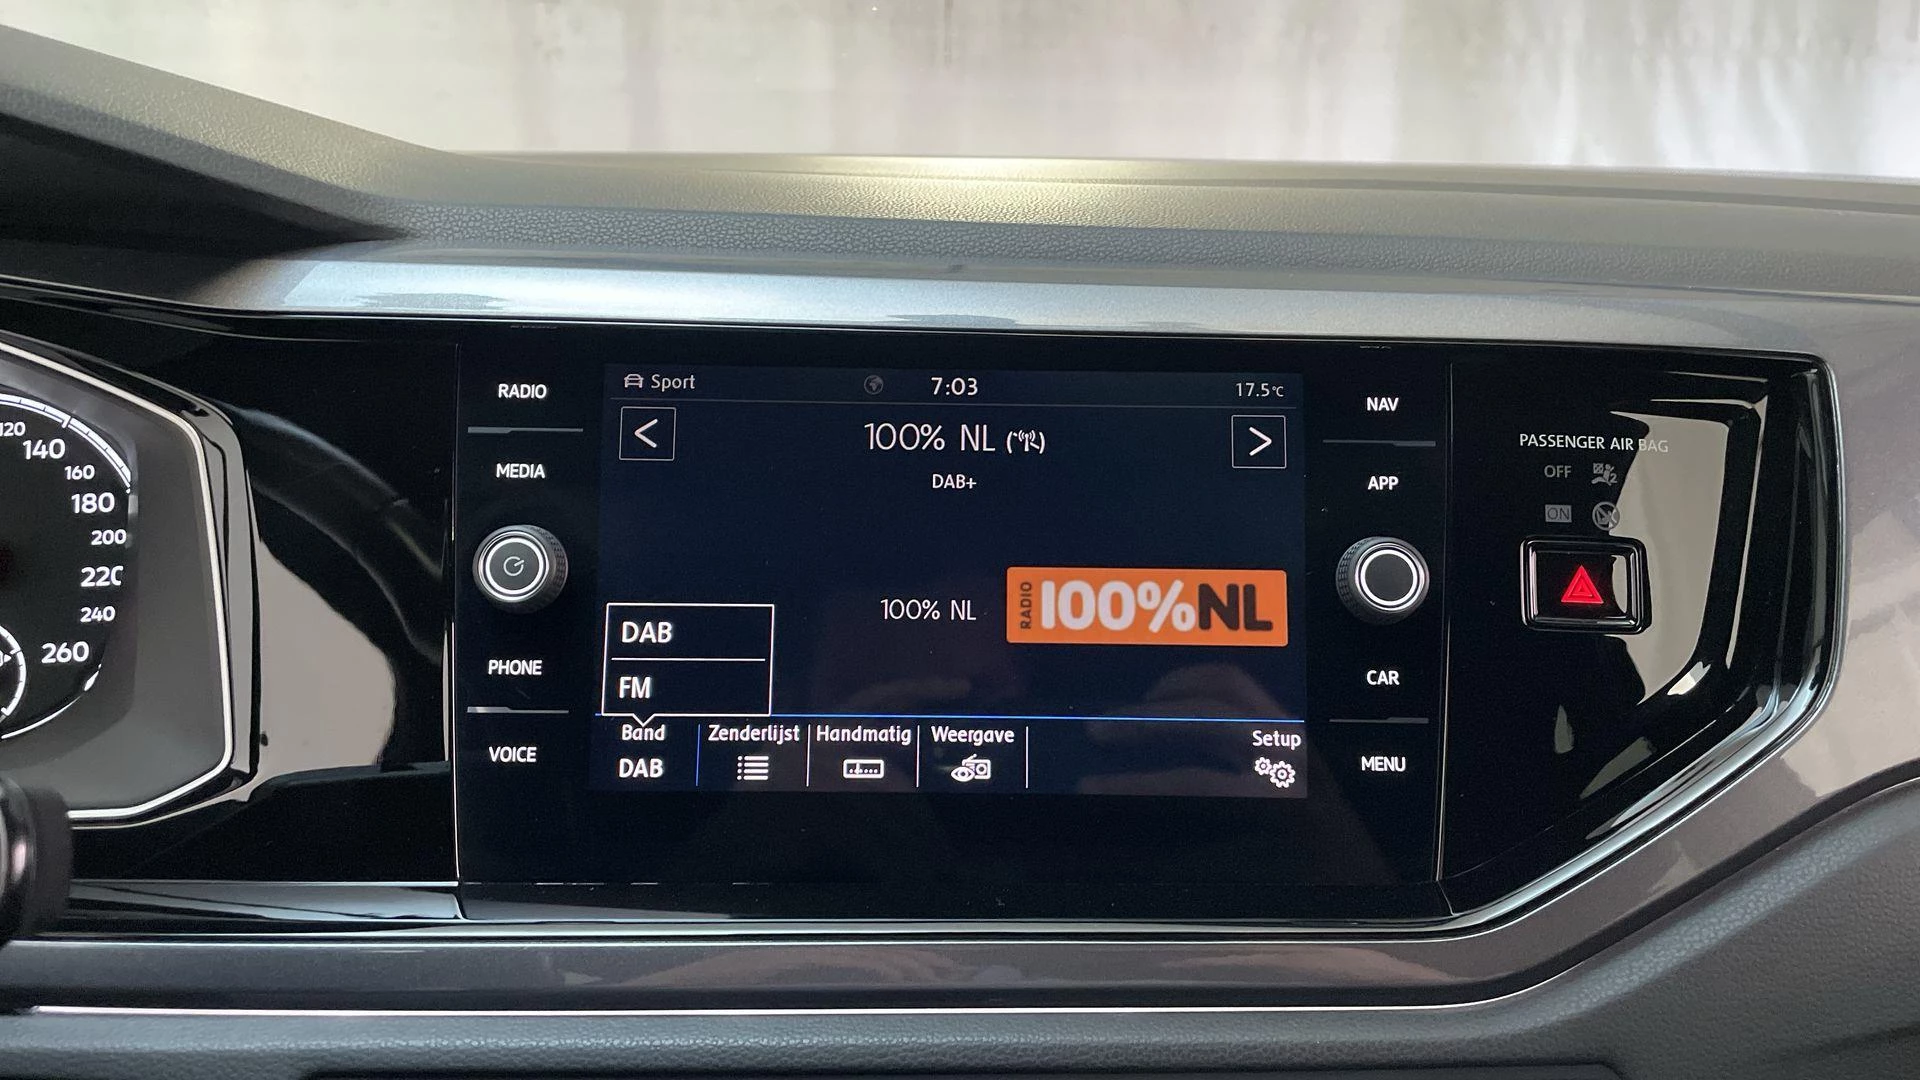 120
140
160
180
200
220
240
260
RADIO
MEDIA
PHONE
VOICE
Sport
7:03
17.5°C
<
100% NL
>
DAB+
100% NL
RADIO
100%NL
DAB
FM
Band
DAB
Zenderlijst
Handmatig
Weergave
Setup
NAV
APP
CAR
MENU
PASSENGER AIR BAG
OFF
ON